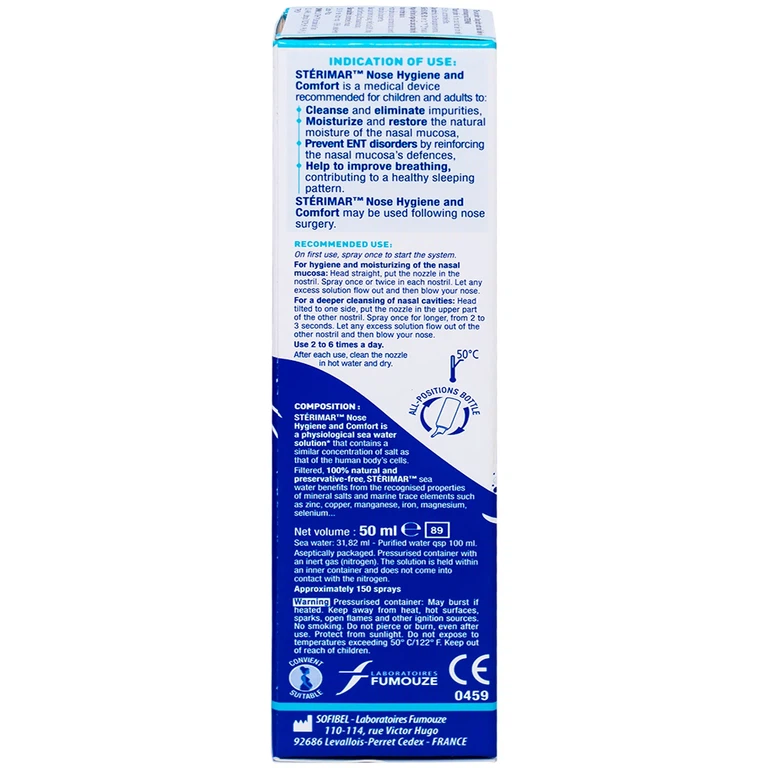 INDICATION OF USE:
STÉRIMAR™ Nose Hygiene and
Comfort is a medical device
recommended for children and adults to:
Cleanse and eliminate impurities,
Moisturize and restore the natural
moisture of the nasal mucosa,
Prevent ENT disorders by reinforcing
the nasal mucosa's defences,
Help to improve breathing,
contributing to a healthy sleeping
pattern.
STÉRIMAR™ Nose Hygiene and
Comfort may be used following nose
surgery.
RECOMMENDED USE:
On first use, spray once to start the system.
For hygiene and moisturizing of the nasal
mucosa: Head straight, put the nozzle in the
nostril. Spray once or twice in each nostril. Let any
excess solution flow out and then blow your nose.
For a deeper cleansing of nasal cavities: Head
tilted to one side, put the nozzle in the upper part
of the other nostril. Spray once for longer, from 2 to
3 seconds. Let any excess solution flow out of the
other nostril and then blow your nose.
Use 2 to 6 times a day.
After each use, clean the nozzle
in hot water and dry.
50°C
ALL-POSITIONS BOTTLE
COMPOSITION :
STÉRIMAR™ Nose
Hygiene and Comfort is
a physiological sea water
solution* that contains a
similar concentration of salt as
that of the human body's cells.
Filtered, 100% natural and
preservative-free, STÉRIMAR™ sea
water benefits from the recognised properties
of mineral salts and marine trace elements such
as zinc, copper, manganese, iron, magnesium,
selenium...
Net volume : 50 ml ℮ 89
Sea water: 31,82 ml - Purified water qsp 100 ml.
Aseptically packaged. Pressurised container with
an inert gas (nitrogen). The solution is held within
an inner container and does not come into
contact with the nitrogen.
Approximately 150 sprays
Warning Pressurised container: May burst if
heated. Keep away from heat, hot surfaces,
sparks, open flames and other ignition sources.
No smoking. Do not pierce or burn, even after
use. Protect from sunlight. Do not expose to
temperatures exceeding 50° C/122° F. Keep out
of reach of children.
CONVIENT
SUITABLE
LABORATOIRES
FUMOUZE
CE
0459
SOFIBEL - Laboratoires Fumouze
110-114, rue Victor Hugo
92686 Levallois-Perret Cedex - FRANCE